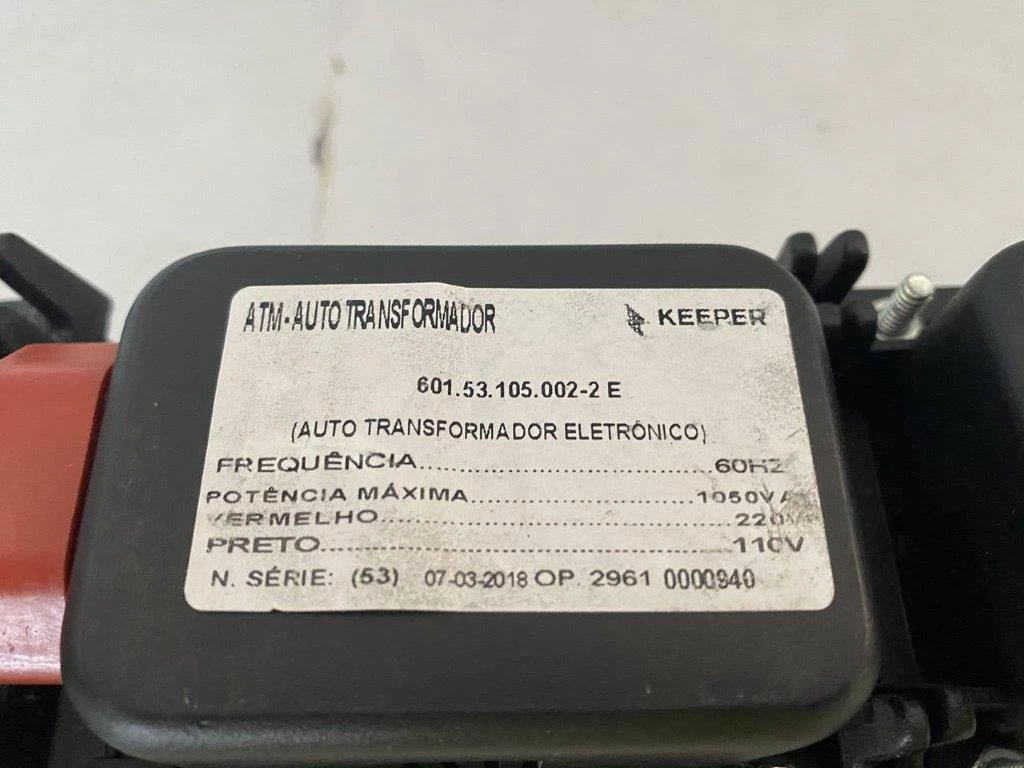 ATM-AUTO TRANSFORMADOR
KEEPER
601.53.105.002-2 E
(AUTO TRANSFORMADOR ELETRÔNICO)
FREQUÊNCIA..............................60HZ
POTÊNCIA MÁXIMA........................1050VA
VERMELHO...................................220V
PRETO........................................110V
N. SÉRIE: (53) 07-03-2018 OP. 2961 0000940